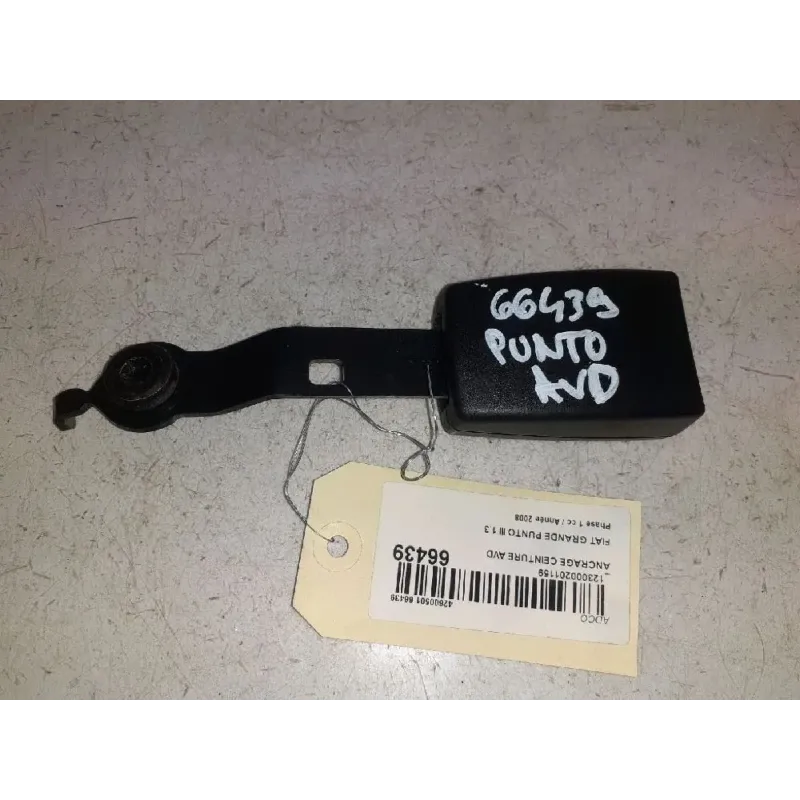 66439
PUNTO
AVD
ADCO
42600501 66439
_123000201169
ANCRAGE CEINTURE AVD
66439
FIAT GRANDE PUNTO III 1.3
Phase 1 cc / Année 2008